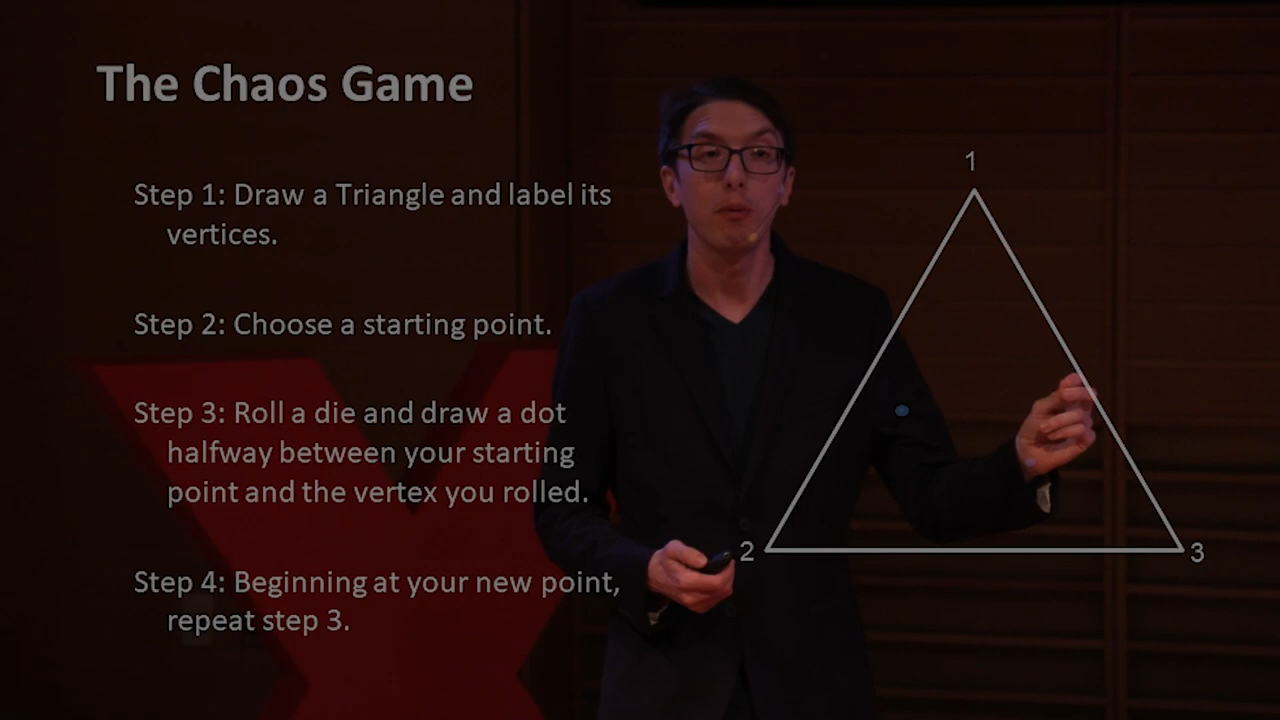 The Chaos Game
Step 1: Draw a Triangle and label its
vertices.
Step 2: Choose a starting point.
Step 3: Roll a die and draw a dot
halfway between your starting
point and the vertex you rolled.
Step 4: Beginning at your new point,
repeat step 3.
1
2
3